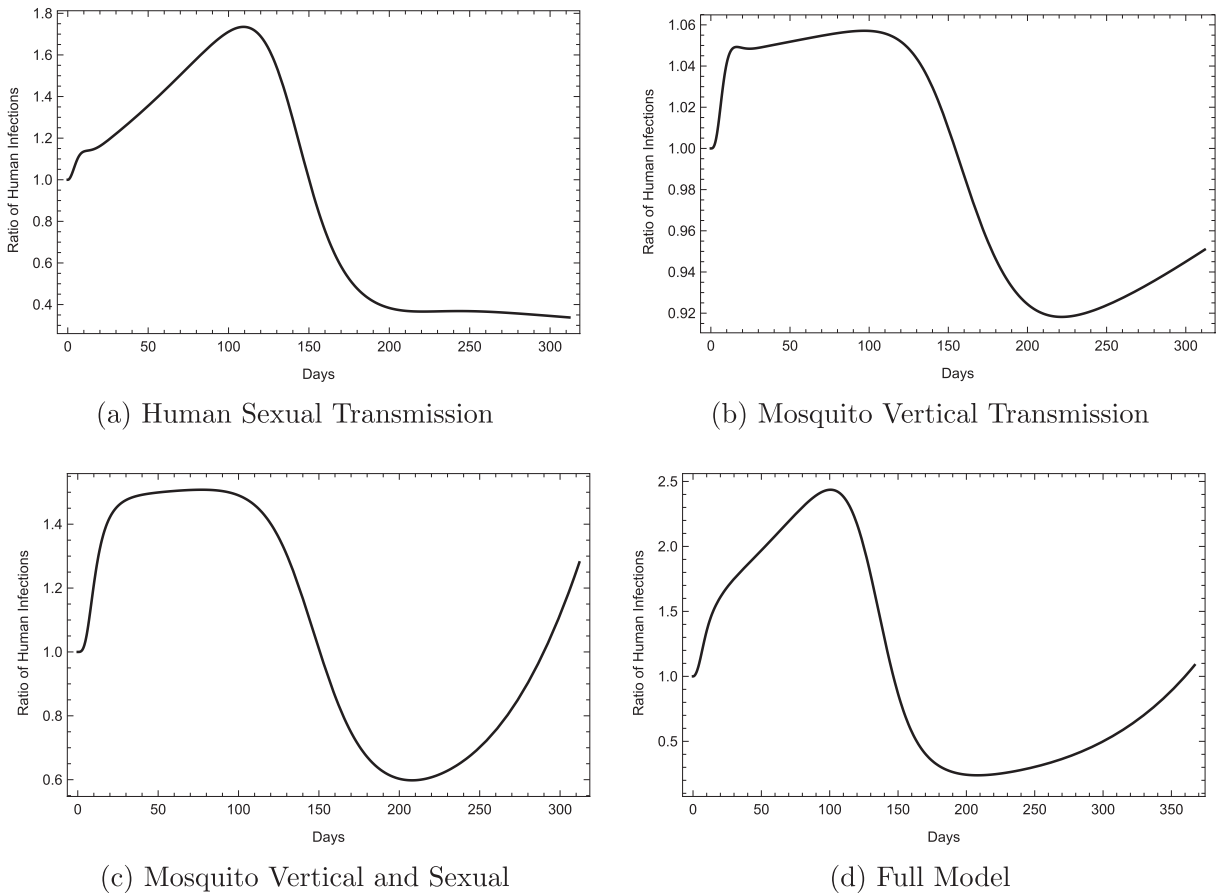 1.8
1.6
1.4
1.2
1.0
0.8
0.6
0.4
Ratio of Human Infections
0 50 100 150 200 250 300
Days
(a) Human Sexual Transmission
1.06
1.04
1.02
1.00
0.98
0.96
0.94
0.92
Ratio of Human Infections
0 50 100 150 200 250 300
Days
(b) Mosquito Vertical Transmission
1.4
1.2
1.0
0.8
0.6
Ratio of Human Infections
0 50 100 150 200 250 300
Days
(c) Mosquito Vertical and Sexual
2.5
2.0
1.5
1.0
0.5
Ratio of Human Infections
0 50 100 150 200 250 300 350
Days
(d) Full Model